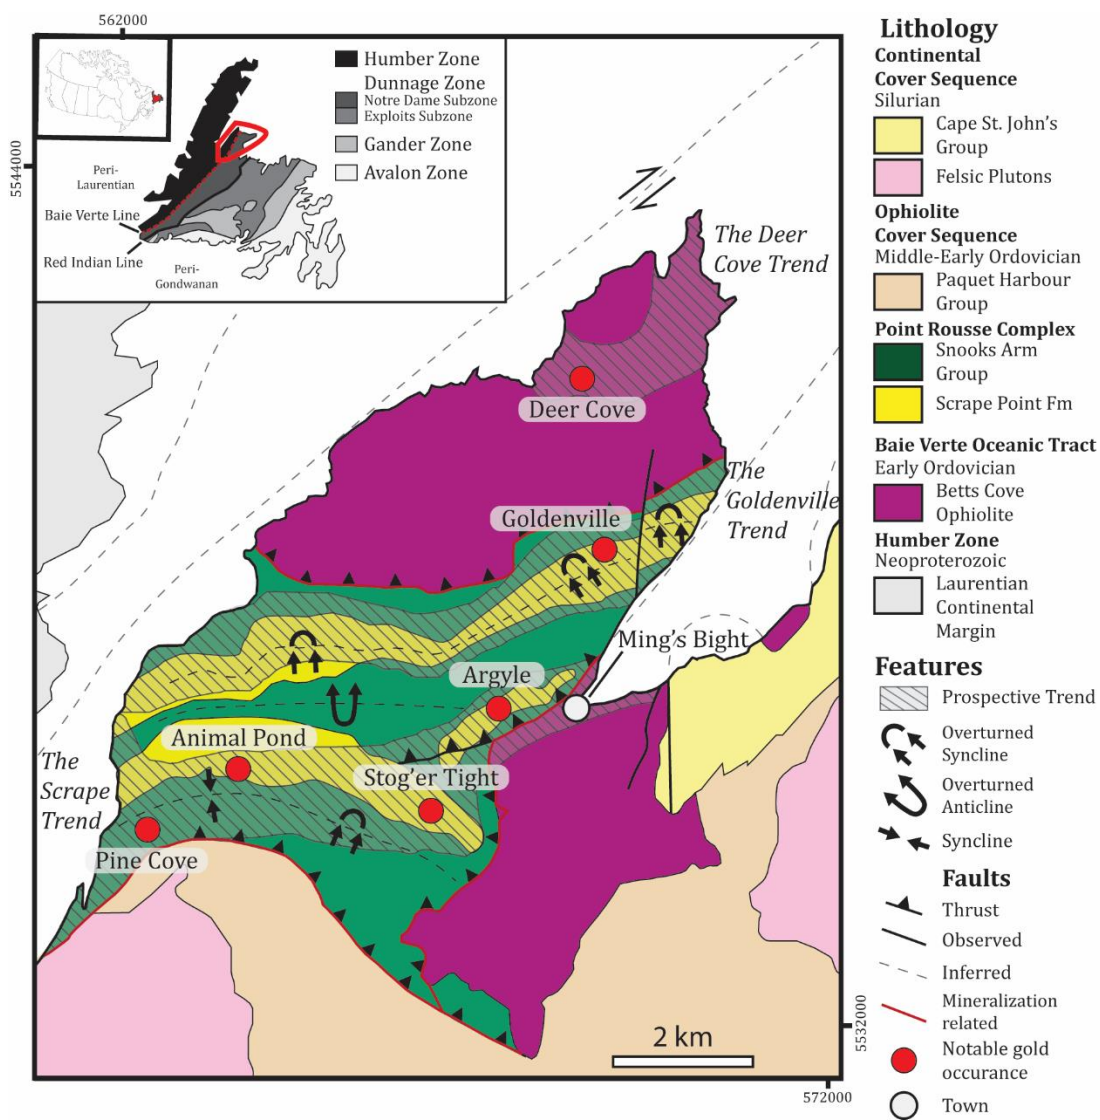 562000
5544000
Humber Zone
Dunnage Zone
Notre Dame Subzone
Exploits Subzone
Gander Zone
Avalon Zone
Peri-
Laurentian
Baie Verte Line
Red Indian Line
Peri-
Gondwanan
The Deer
Cove Trend
Deer Cove
The
Goldenville
Trend
Goldenville
Ming's Bight
Argyle
Animal Pond
The
Scrape
Trend
Stog'er Tight
Pine Cove
2 km
5532000
572000
Lithology
Continental
Cover Sequence
Silurian
Cape St. John's
Group
Felsic Plutons
Ophiolite
Cover Sequence
Middle-Early Ordovician
Paquet Harbour
Group
Point Rousse Complex
Snooks Arm
Group
Scrape Point Fm
Baie Verte Oceanic Tract
Early Ordovician
Betts Cove
Ophiolite
Humber Zone
Neoproterozoic
Laurentian
Continental
Margin
Features
Prospective Trend
Overturned
Syncline
Overturned
Anticline
Syncline
Faults
Thrust
Observed
Inferred
Mineralization
related
Notable gold
occurance
Town